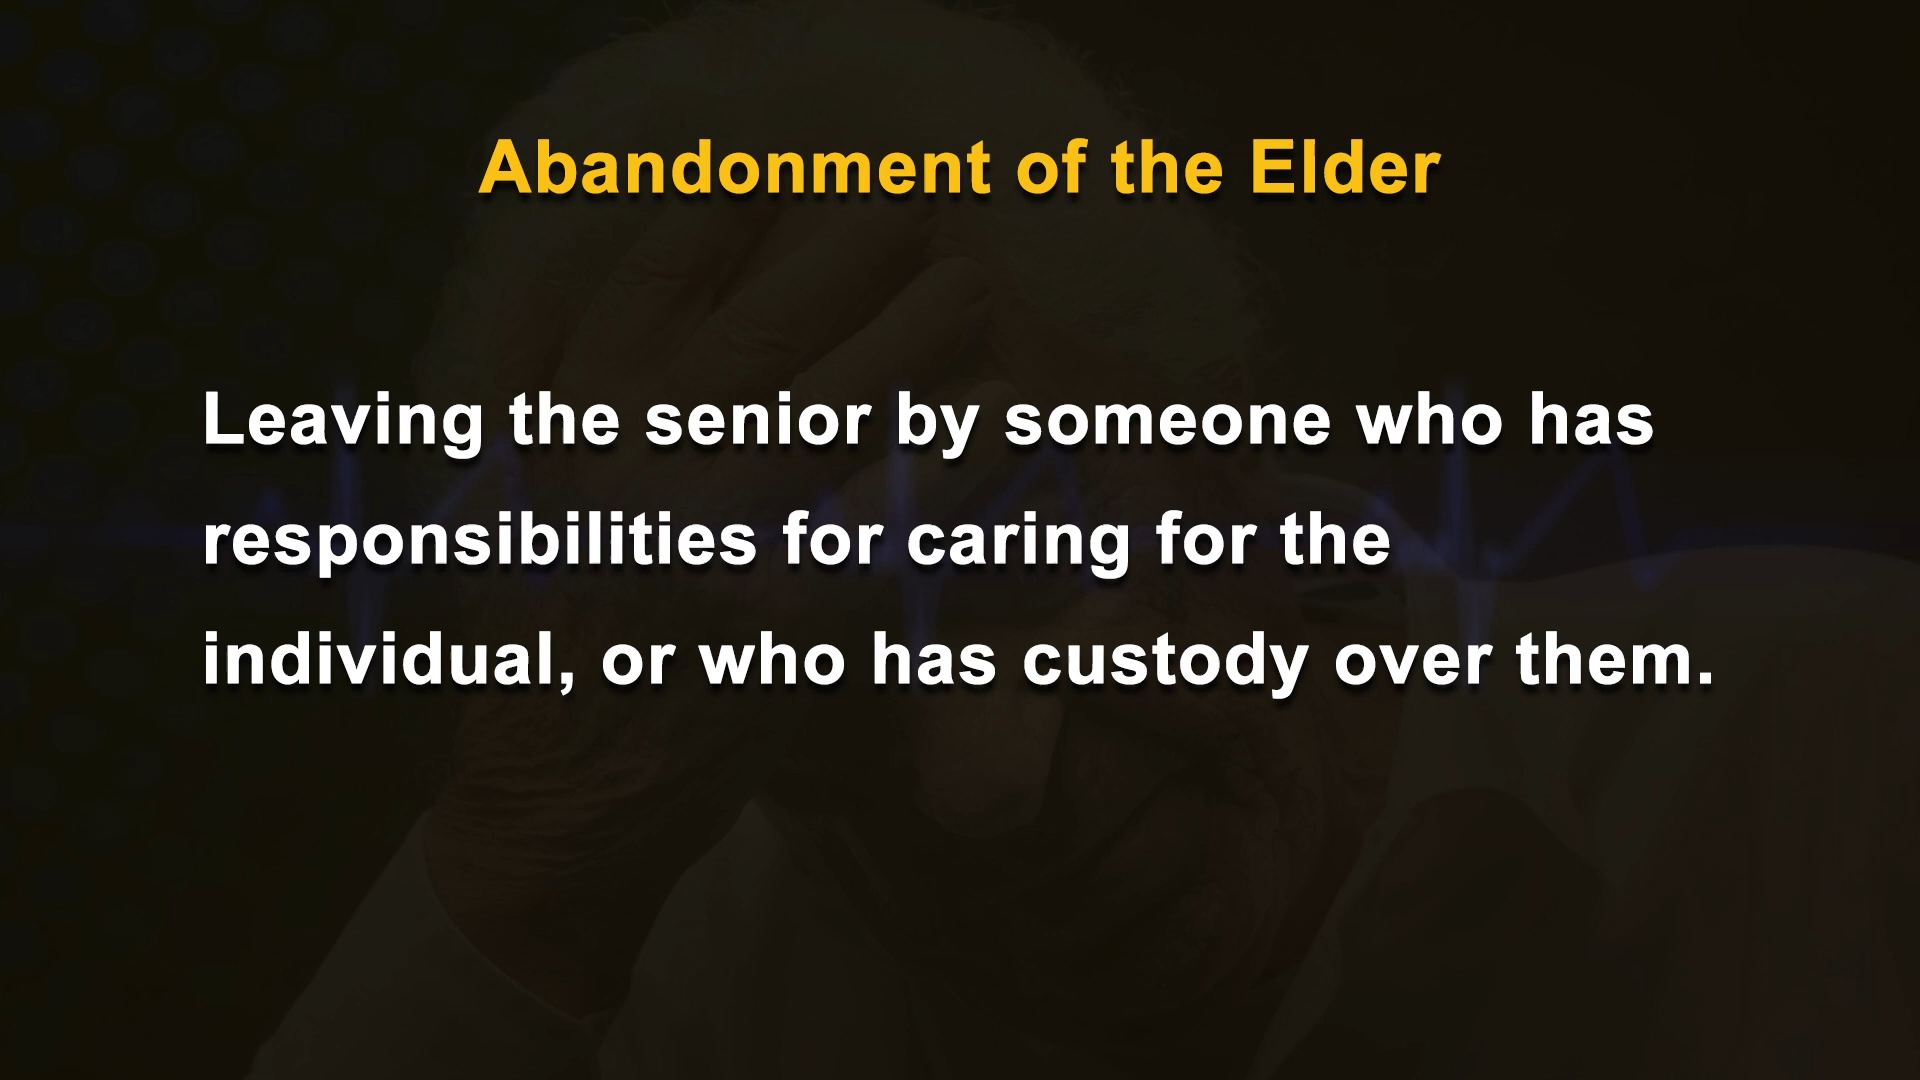 Abandonment of the Elder
Leaving the senior by someone who has
responsibilities for caring for the
individual, or who has custody over them.